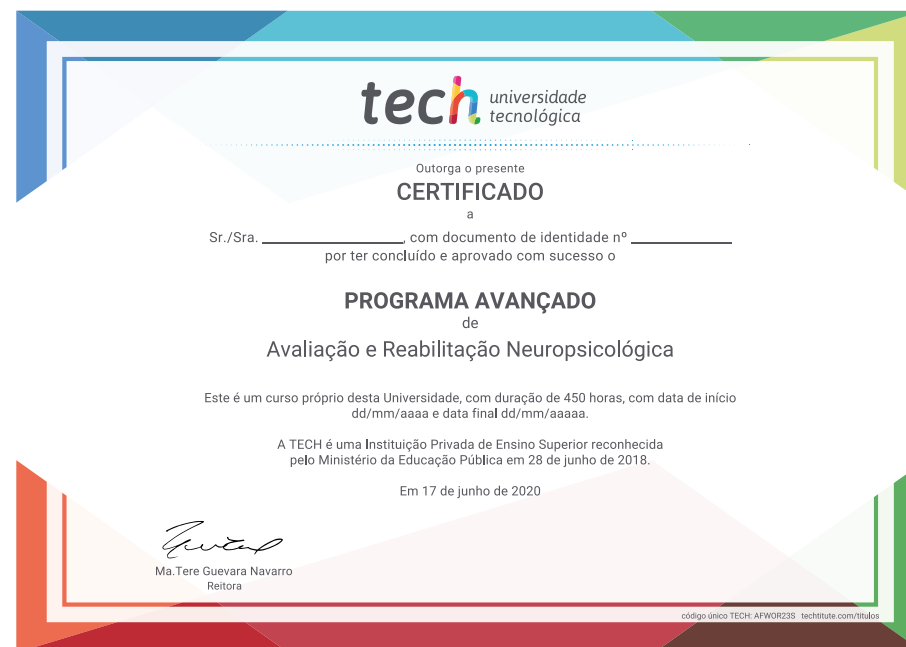 tech universidade
tecnológica
Outorga o presente
CERTIFICADO
a
Sr./Sra. ________________, com documento de identidade nº ____________
por ter concluído e aprovado com sucesso o
PROGRAMA AVANÇADO
de
Avaliação e Reabilitação Neuropsicológica
Este é um curso próprio desta Universidade, com duração de 450 horas, com data de início
dd/mm/aaaa e data final dd/mm/aaaaa.
A TECH é uma Instituição Privada de Ensino Superior reconhecida
pelo Ministério da Educação Pública em 28 de junho de 2018.
Em 17 de junho de 2020
Ma.Tere Guevara Navarro
Reitora
código único TECH: AFWOR23S techtitute.com/titulos